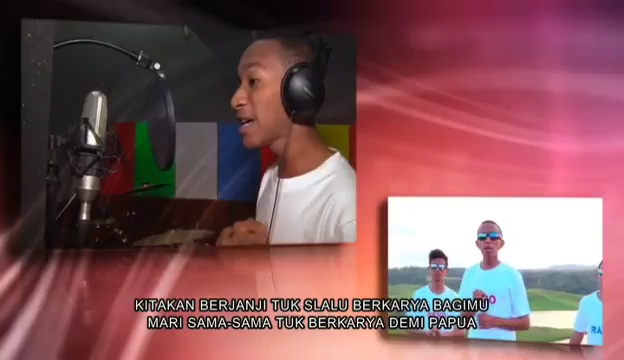 KITAKAN BERJANJI TUK SLALU BERKARYA BAGIMU
MARI SAMA-SAMA TUK BERKARYA DEMI PAPUA